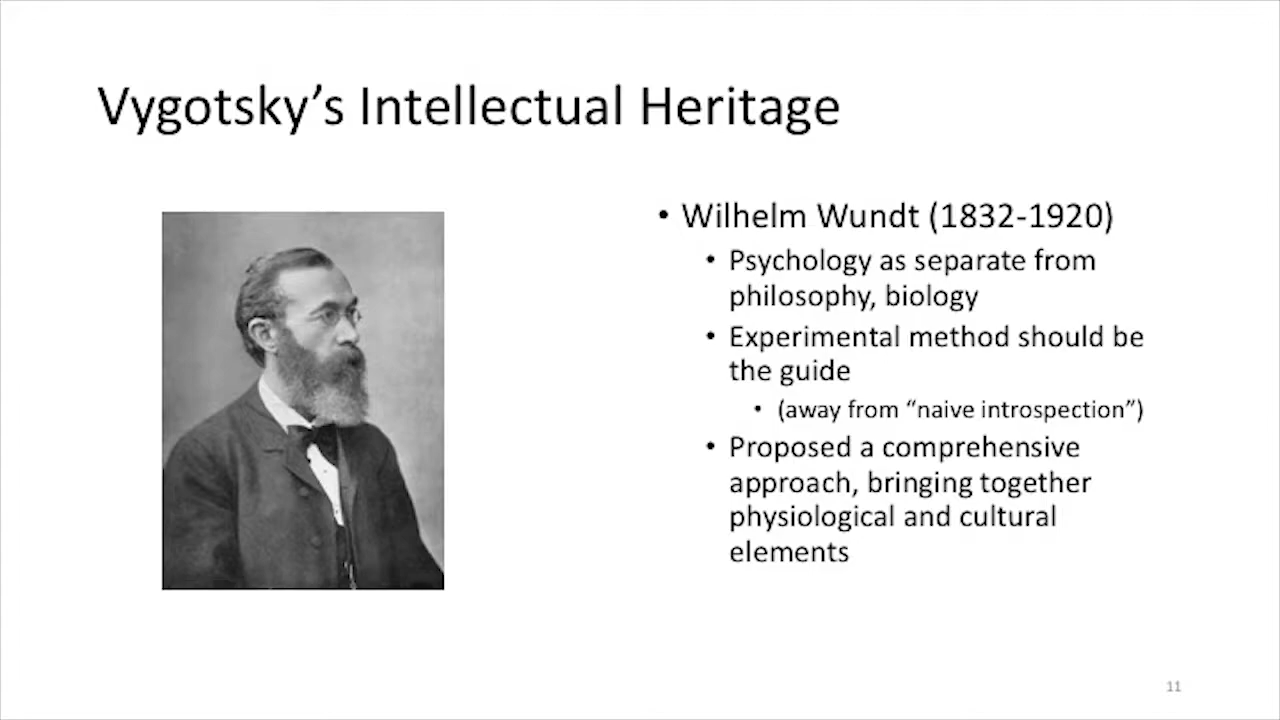 Vygotsky’s Intellectual Heritage
• Wilhelm Wundt (1832-1920)
• Psychology as separate from
philosophy, biology
• Experimental method should be
the guide
• (away from “naive introspection”)
• Proposed a comprehensive
approach, bringing together
physiological and cultural
elements
11